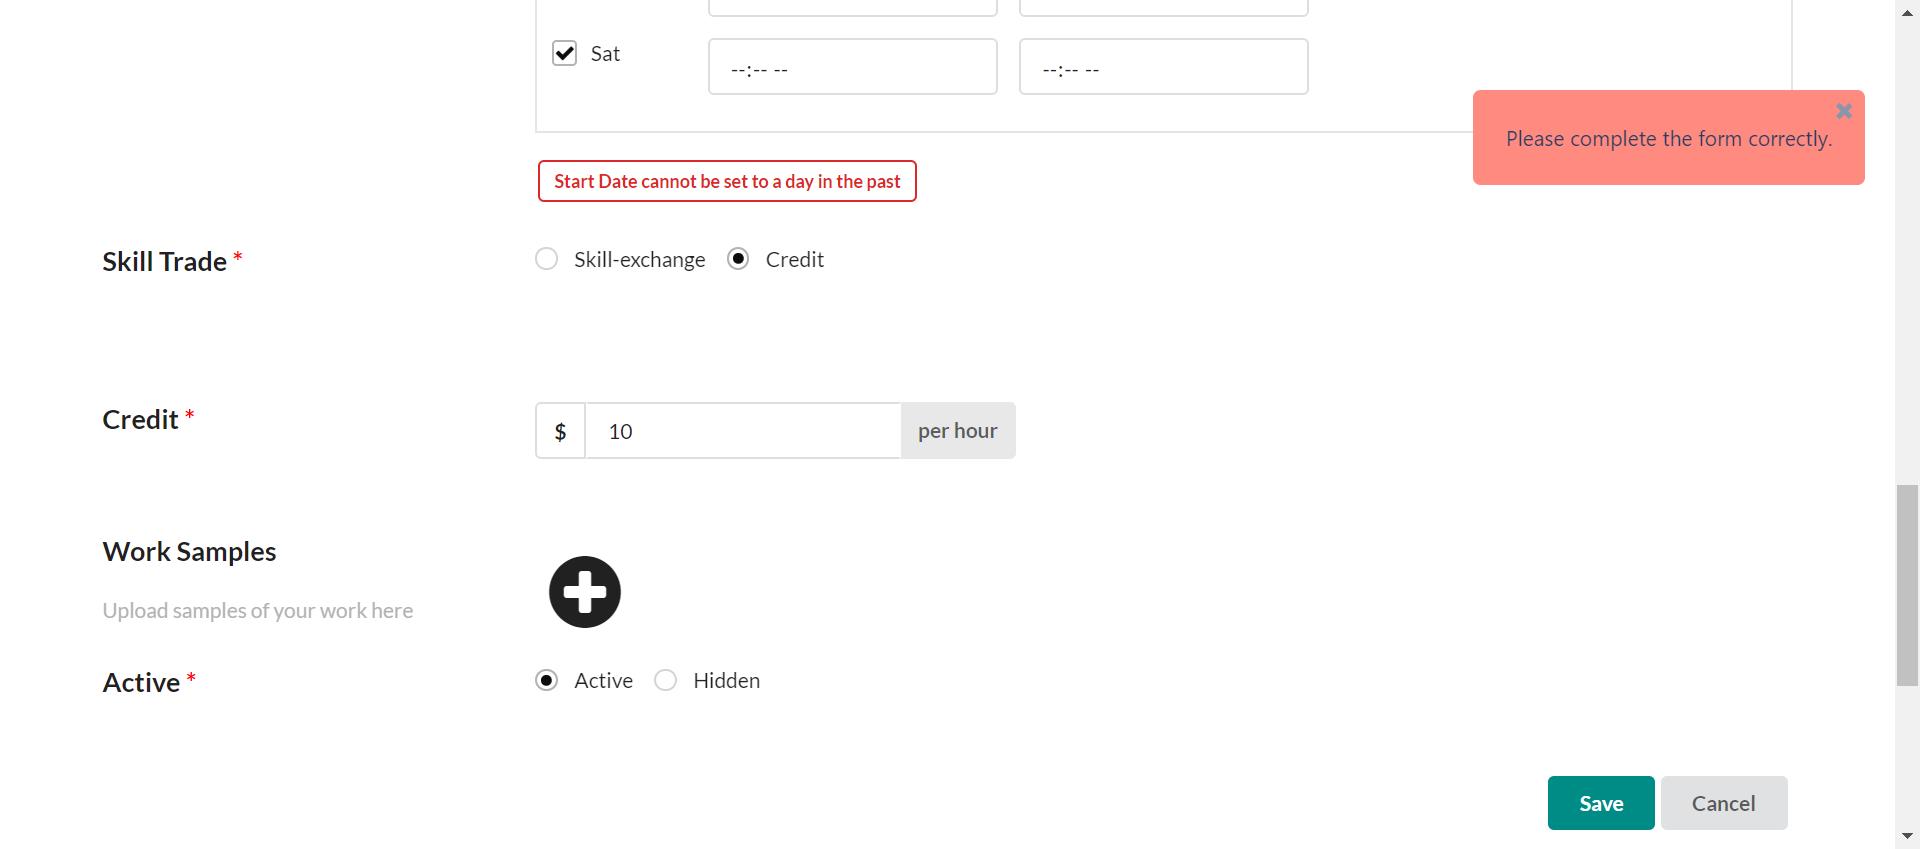 Sat
--:-- --
--:-- --
Please complete the form correctly.
Start Date cannot be set to a day in the past
Skill Trade *
Skill-exchange
Credit
Credit *
$
10
per hour
Work Samples
Upload samples of your work here
Active *
Active
Hidden
Save
Cancel